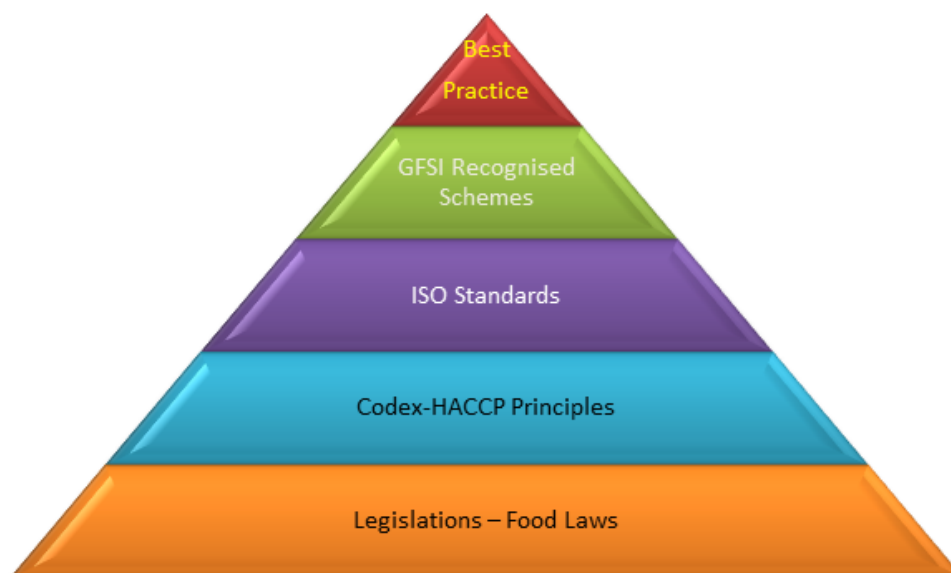 Best
Practice
GFSI Recognised
Schemes
ISO Standards
Codex-HACCP Principles
Legislations – Food Laws